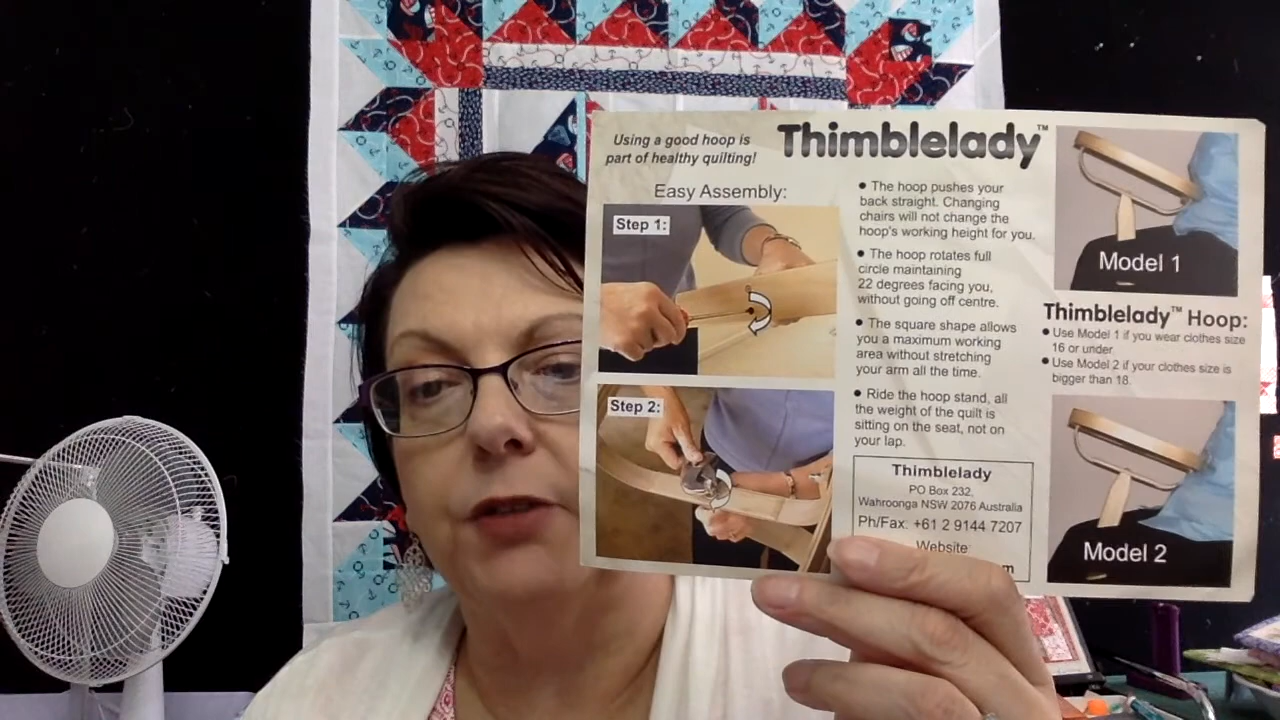 Using a good hoop is
part of healthy quilting!
Thimblelady™
Easy Assembly:
Step 1:
Step 2:
• The hoop pushes your
back straight. Changing
chairs will not change the
hoop's working height for you.
• The hoop rotates full
circle maintaining
22 degrees facing you,
without going off centre.
• The square shape allows
you a maximum working
area without stretching
your arm all the time.
• Ride the hoop stand, all
the weight of the quilt is
sitting on the seat, not on
your lap.
Thimblelady
PO Box 232,
Wahroonga NSW 2076 Australia
Ph/Fax: +61 2 9144 7207
Website
Model 1
Thimblelady™ Hoop:
• Use Model 1 if you wear clothes size
16 or under.
• Use Model 2 if your clothes size is
bigger than 18.
Model 2